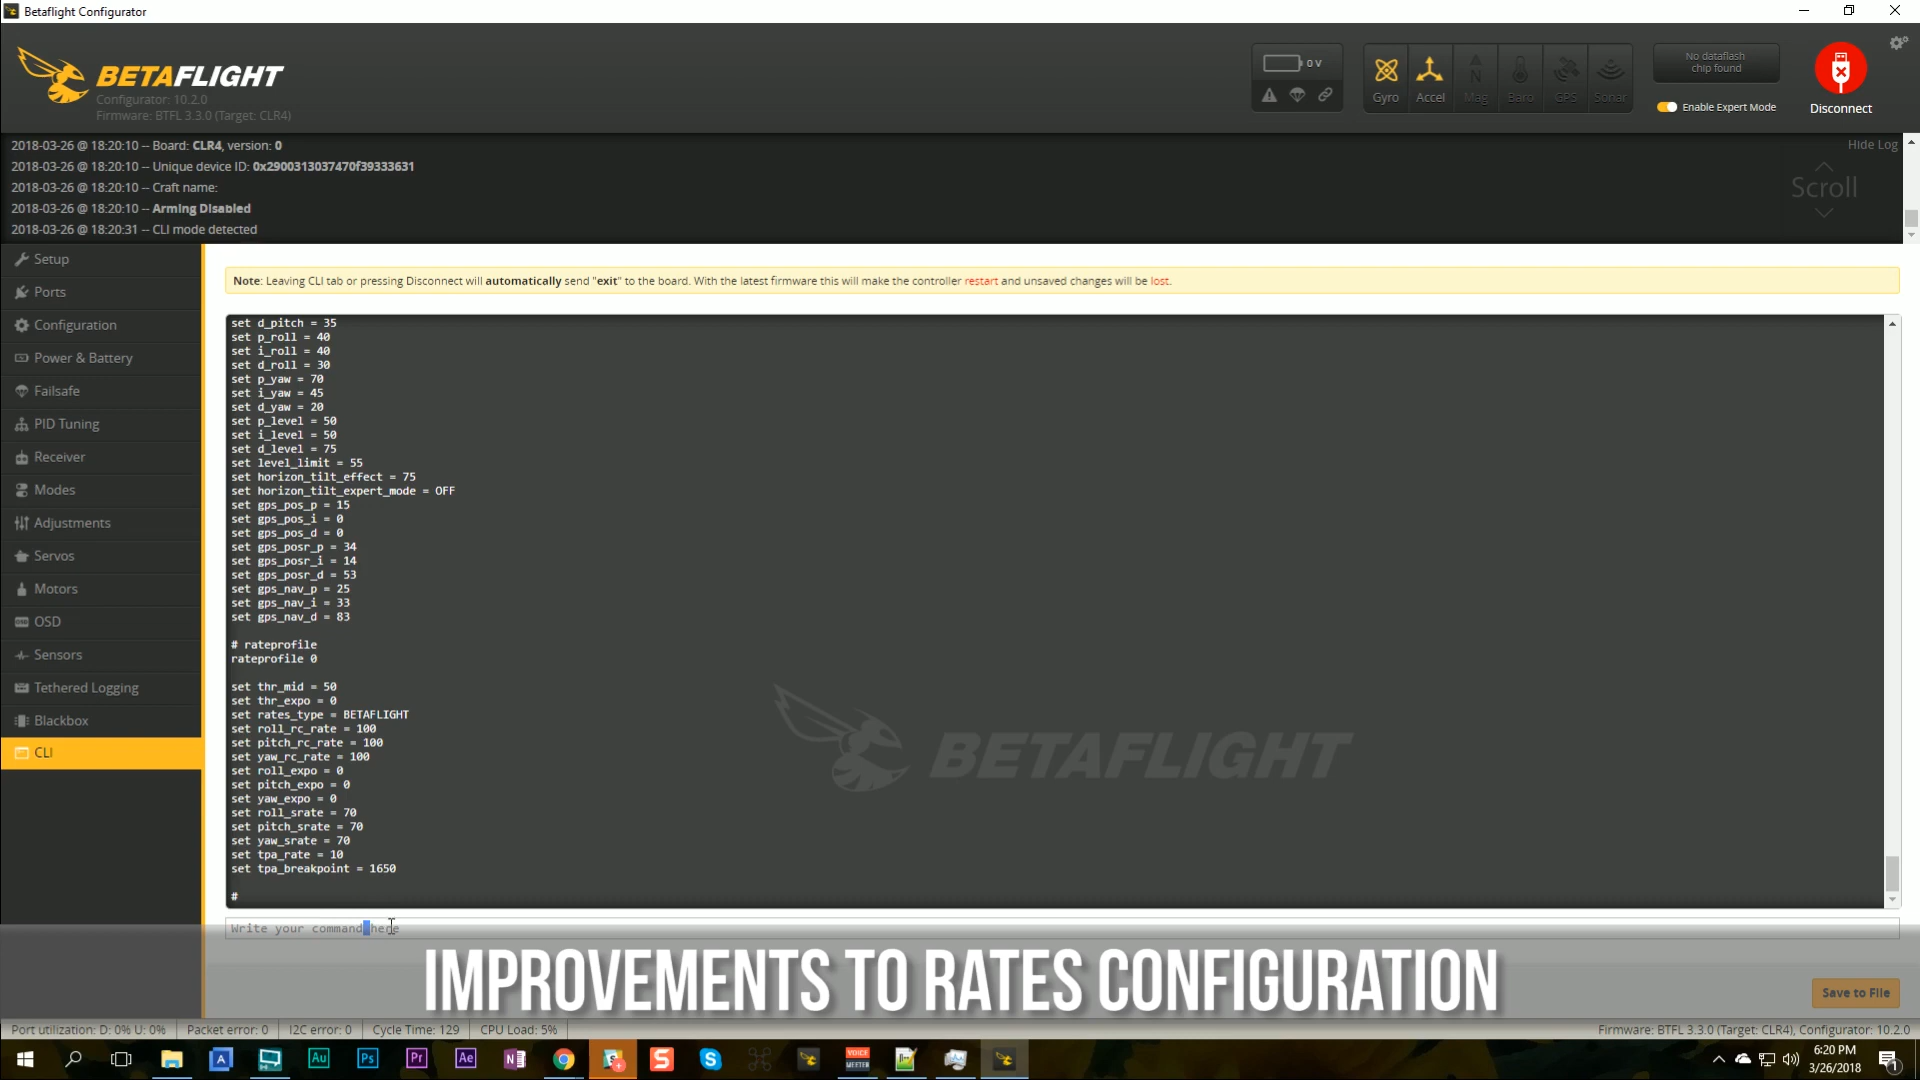 Betaflight Configurator
BETAFLIGHT
Configurator: 10.2.0
Firmware: BTFL 3.3.0 (Target: CLR4)
0 V
Gyro
Accel
Mag
Baro
GPS
Sonar
No dataflash
chip found
Enable Expert Mode
Disconnect
2018-03-26 @ 18:20:10 -- Board: CLR4, version: 0
2018-03-26 @ 18:20:10 -- Unique device ID: 0x2900313037470f39333631
2018-03-26 @ 18:20:10 -- Craft name:
2018-03-26 @ 18:20:10 -- Arming Disabled
2018-03-26 @ 18:20:31 -- CLI mode detected
Hide Log
Scroll
Setup
Ports
Configuration
Power & Battery
Failsafe
PID Tuning
Receiver
Modes
Adjustments
Servos
Motors
OSD
Sensors
Tethered Logging
Blackbox
CLI
Note: Leaving CLI tab or pressing Disconnect will automatically send "exit" to the board. With the latest firmware this will make the controller restart and unsaved changes will be lost.
set d_pitch = 35
set p_roll = 40
set i_roll = 40
set d_roll = 30
set p_yaw = 70
set i_yaw = 45
set d_yaw = 20
set p_level = 50
set i_level = 50
set d_level = 75
set level_limit = 55
set horizon_tilt_effect = 75
set horizon_tilt_expert_mode = OFF
set gps_pos_p = 15
set gps_pos_i = 0
set gps_pos_d = 0
set gps_posr_p = 34
set gps_posr_i = 14
set gps_posr_d = 53
set gps_nav_p = 25
set gps_nav_i = 33
set gps_nav_d = 83
# rateprofile
rateprofile 0
set thr_mid = 50
set thr_expo = 0
set rates_type = BETAFLIGHT
set roll_rc_rate = 100
set pitch_rc_rate = 100
set yaw_rc_rate = 100
set roll_expo = 0
set pitch_expo = 0
set yaw_expo = 0
set roll_srate = 70
set pitch_srate = 70
set yaw_srate = 70
set tpa_rate = 10
set tpa_breakpoint = 1650
#
BETAFLIGHT
Write your command here
IMPROVEMENTS TO RATES CONFIGURATION
Save to File
Port utilization: D: 0% U: 0%
Packet error: 0
I2C error: 0
Cycle Time: 129
CPU Load: 5%
Firmware: BTFL 3.3.0 (Target: CLR4), Configurator: 10.2.0
A
Au
Ps
Pr
Ae
N
S
S
VOICE
MEETER
6:20 PM
3/26/2018
1